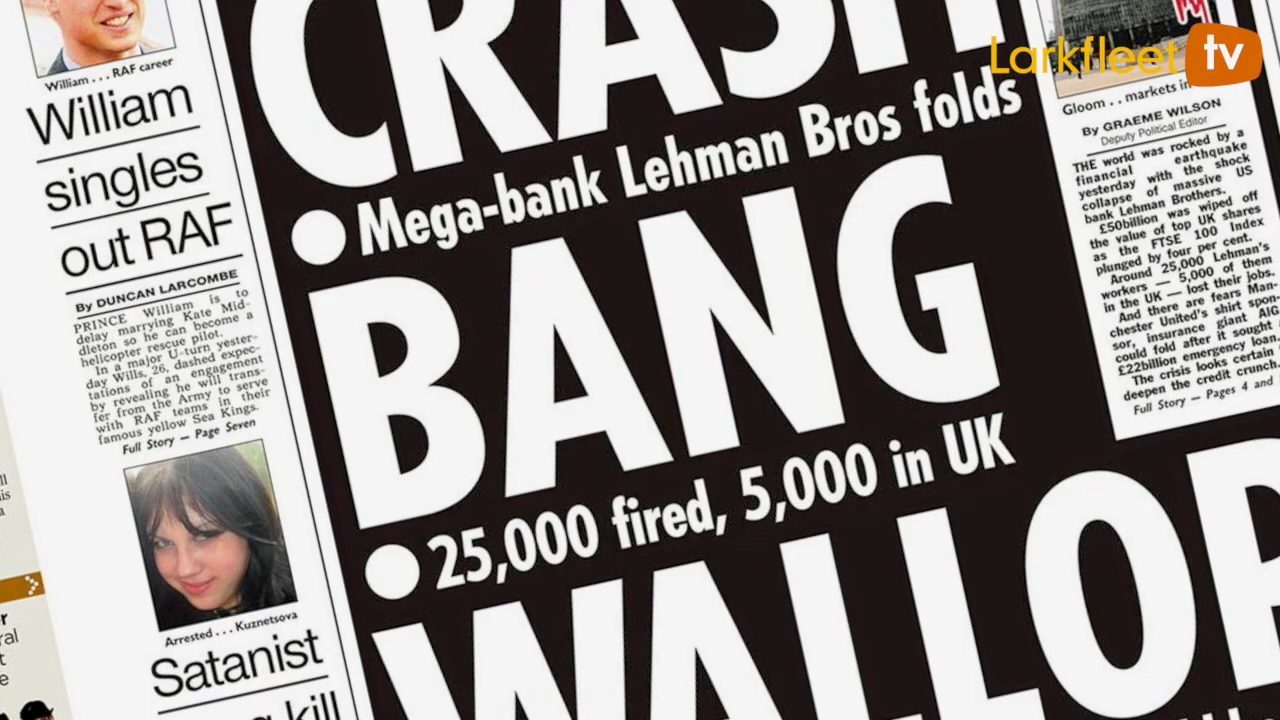 William . . . RAF career
William
singles
out RAF
By DUNCAN LARCOMBE
PRINCE William is to
delay marrying Kate Mid-
dleton so he can become a
helicopter rescue pilot.
In a major U-turn yester-
day Wills, 26, dashed expec-
tations of an engagement
by revealing he will trans-
fer from the Army to serve
with RAF teams in their
famous yellow Sea Kings.
Full Story — Page Seven
Arrested . . . Kuznetsova
Satanist
kill
CRASH
Mega-bank Lehman Bros folds
BANG
25,000 fired, 5,000 in UK
WALLOP
Larkfleet tv
Gloom . . markets in
By GRAEME WILSON
Deputy Political Editor
THE world was rocked by a
financial earthquake
yesterday with the shock
collapse of massive US
bank Lehman Brothers.
£50billion was wiped off
the value of top UK shares
as the FTSE 100 Index
plunged by four per cent.
Around 25,000 Lehman's
workers — 5,000 of them
in the UK — lost their jobs.
And there are fears Man-
chester United's shirt spon-
sor, insurance giant AIG
could fold after it sought
£22billion emergency loan.
The crisis looks certain
deepen the credit crunch.
Full Story — Pages 4 and